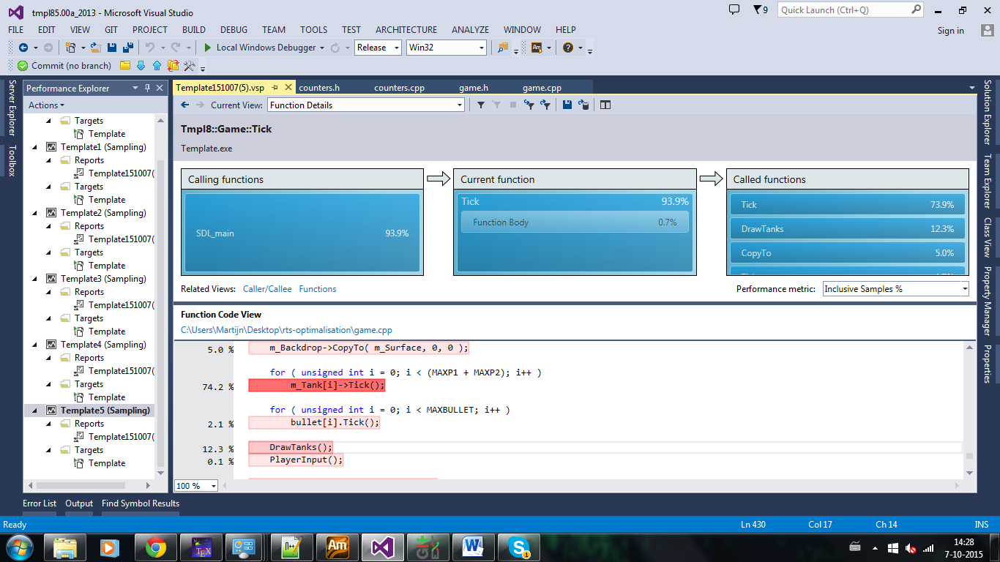 tmpl85.00a_2013 - Microsoft Visual Studio
9
Quick Launch (Ctrl+Q)
FILE EDIT VIEW GIT PROJECT BUILD DEBUG TEAM TOOLS TEST ARCHITECTURE ANALYZE WINDOW HELP
Sign in
Local Windows Debugger Release Win32 Am
Commit (no branch)
Server Explorer
Toolbox
Performance Explorer
Actions
Targets
Template
Template1 (Sampling)
Reports
Template151007(
Targets
Template
Template2 (Sampling)
Reports
Template151007(
Targets
Template
Template3 (Sampling)
Reports
Template151007(
Targets
Template
Template4 (Sampling)
Reports
Template151007(
Targets
Template
Template5 (Sampling)
Reports
Template151007(
Targets
Template
Template151007(5).vsp counters.h counters.cpp game.h game.cpp
Current View: Function Details
Tmpl8::Game::Tick
Template.exe
Calling functions
SDL_main 93.9%
Current function
Tick 93.9%
Function Body 0.7%
Called functions
Tick 73.9%
DrawTanks 12.3%
CopyTo 5.0%
Related Views: Caller/Callee Functions
Performance metric: Inclusive Samples %
Function Code View
C:\Users\Martijn\Desktop\rts-optimalisation\game.cpp
5.0 % m_Backdrop->CopyTo( m_Surface, 0, 0 );
for ( unsigned int i = 0; i < (MAXP1 + MAXP2); i++ )
74.2 % m_Tank[i]->Tick();
for ( unsigned int i = 0; i < MAXBULLET; i++ )
2.1 % bullet[i].Tick();
12.3 % DrawTanks();
0.1 % PlayerInput();
100 %
Solution Explorer
Team Explorer
Class View
Property Manager
Properties
Error List Output Find Symbol Results
Ready Ln 430 Col 17 Ch 14 INS
TEX
Am
14:28
7-10-2015